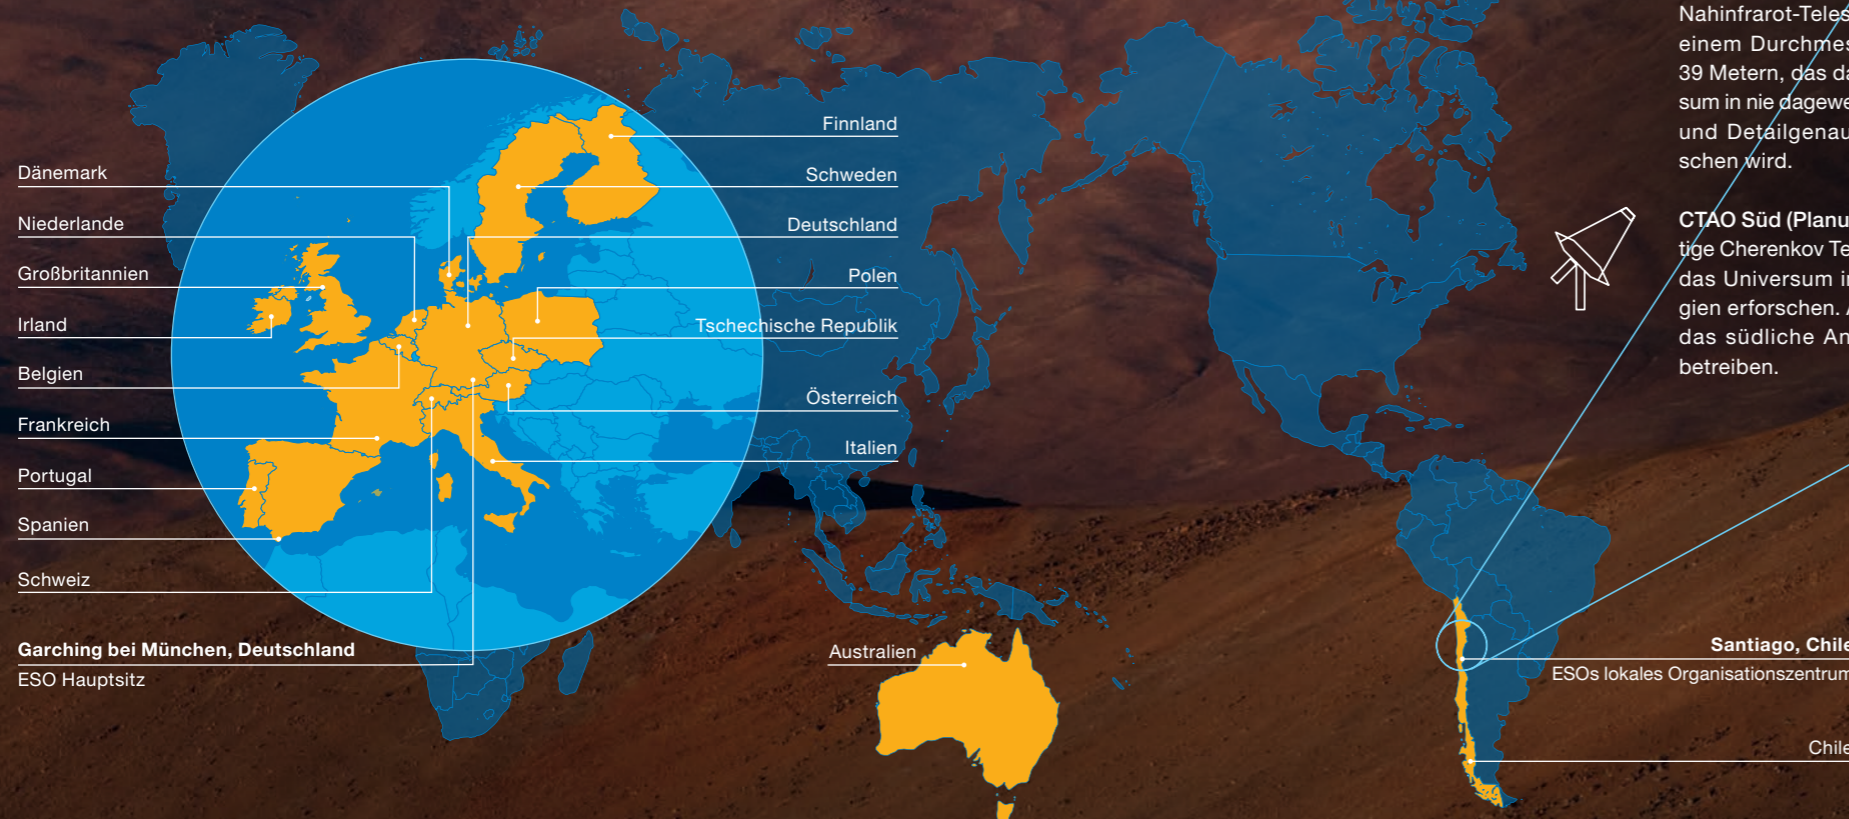 Dänemark
Niederlande
Großbritannien
Irland
Belgien
Frankreich
Portugal
Spanien
Schweiz
Garching bei München, Deutschland
ESO Hauptsitz
Finnland
Schweden
Deutschland
Polen
Tschechische Republik
Österreich
Italien
Australien
Santiago, Chile
ESOs lokales Organisationszentrum
Chile
Nahinfrarot-Teles
einem Durchmes
39 Metern, das da
sum in nie dagewe
und Detailgenau
schen wird.
CTAO Süd (Planu
tige Cherenkov Te
das Universum in
gien erforschen. A
das südliche An
betreiben.